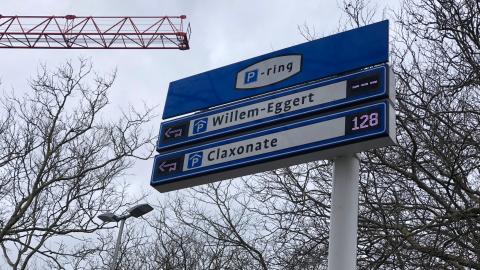 P-ring
P Willem-Eggert ---
P Claxonate 128